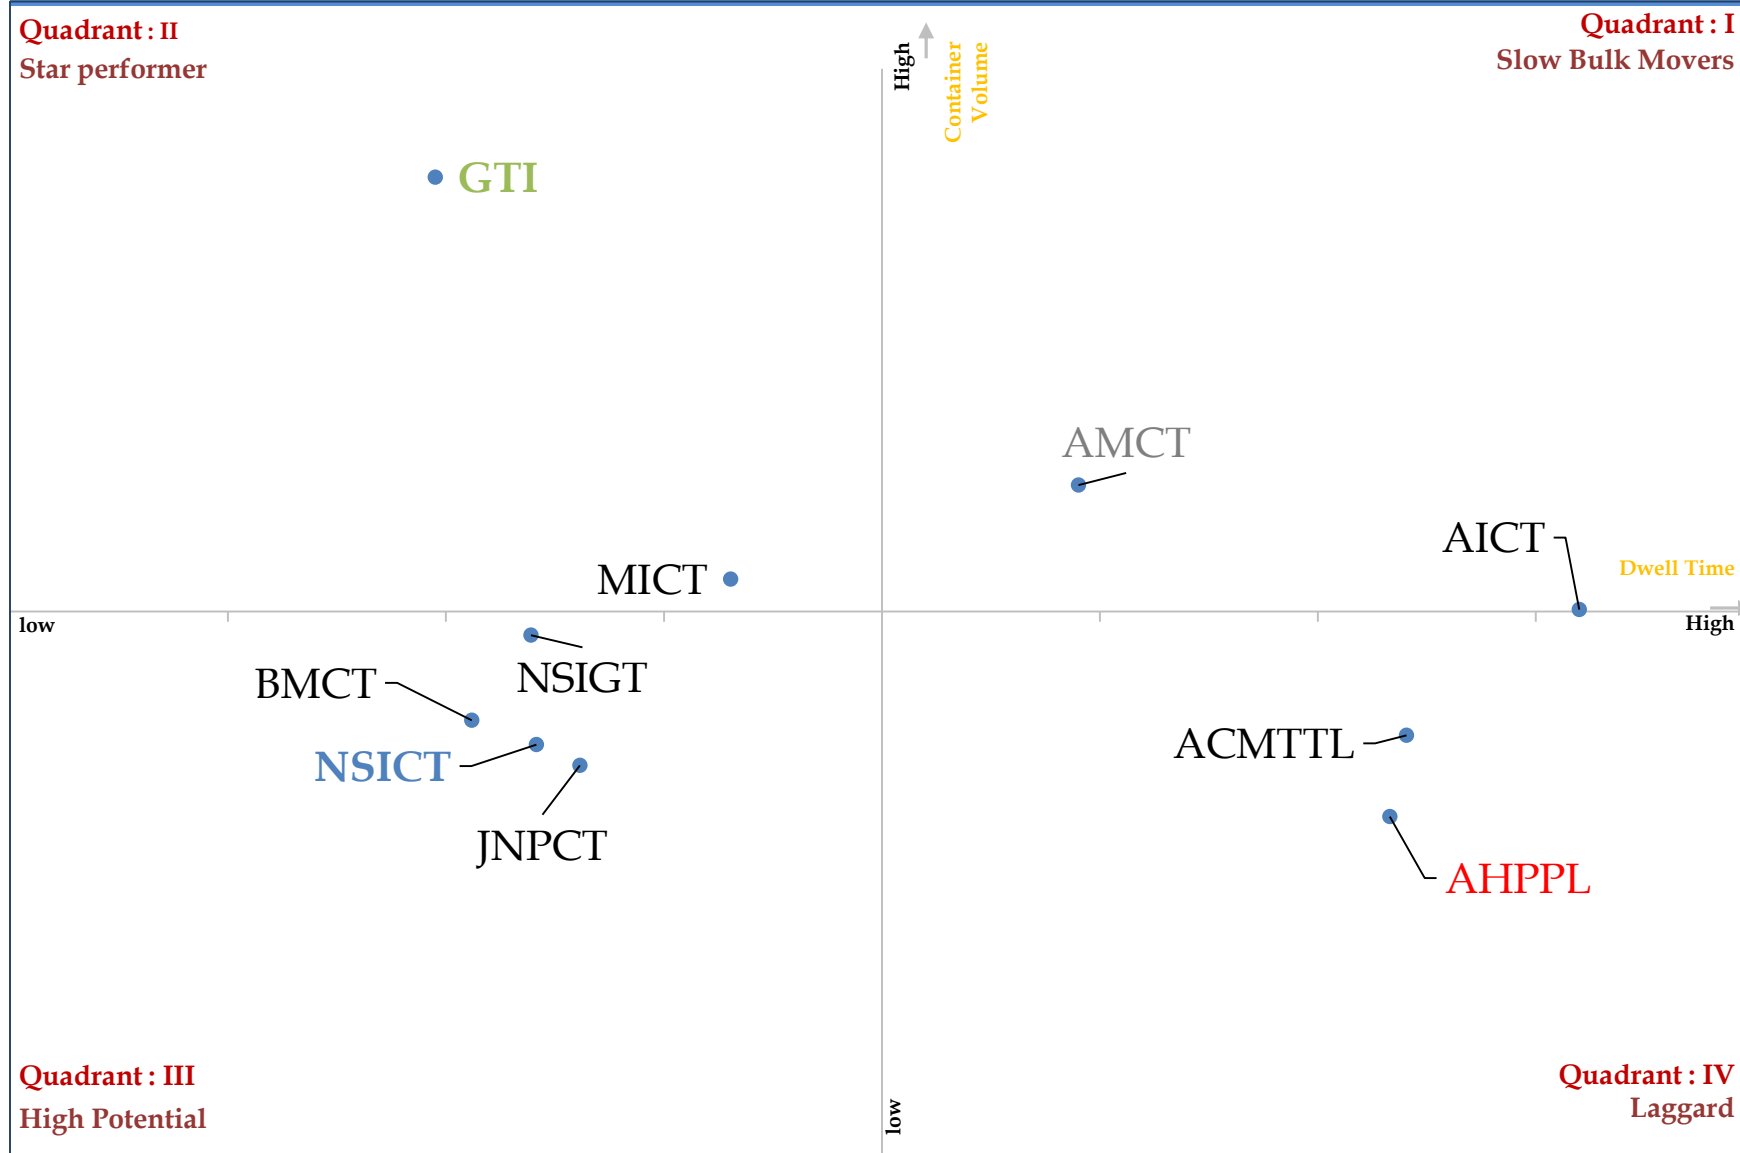 Quadrant : II
Star performer
Quadrant : I
Slow Bulk Movers
High
Container
Volume
GTI
AMCT
AICT
Dwell Time
MICT
low
High
NSIGT
BMCT
NSICT
ACMTTL
JNPCT
AHPPL
Quadrant : III
High Potential
low
Quadrant : IV
Laggard